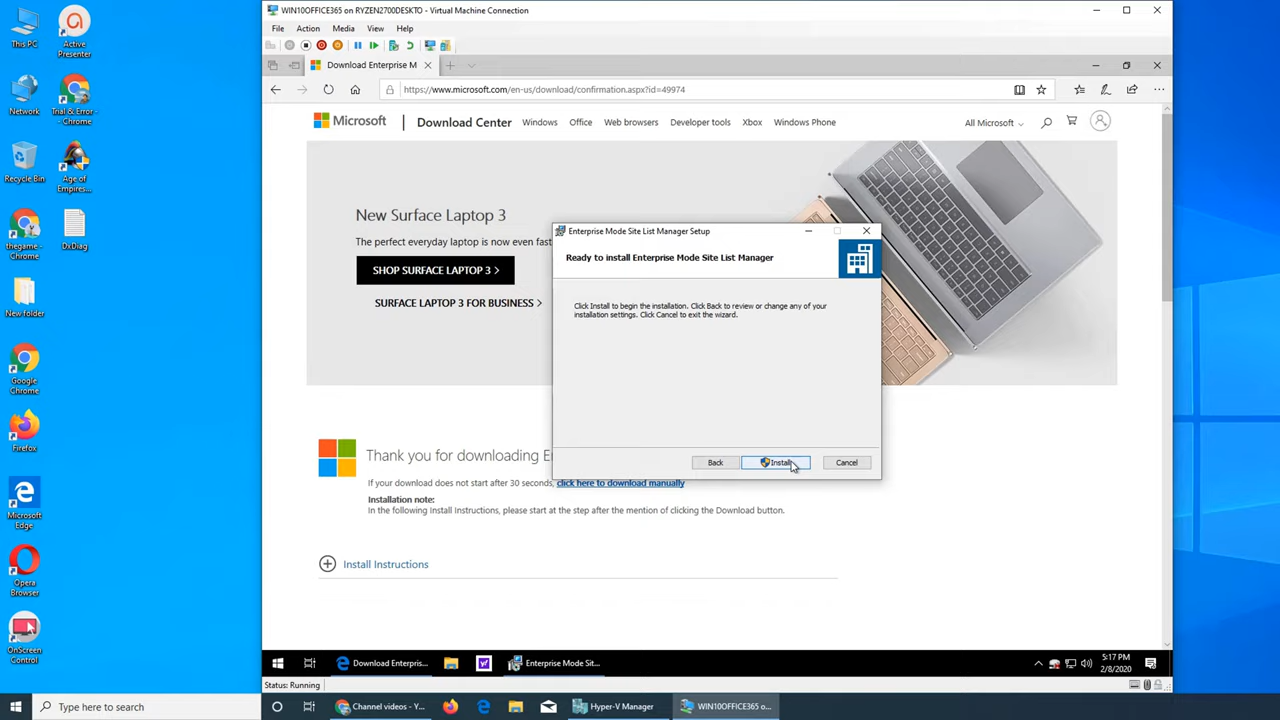 WIN10OFFICE365 on RYZEN2700DESKTO - Virtual Machine Connection
File Action Media View Help
Download Enterprise M
https://www.microsoft.com/en-us/download/confirmation.aspx?id=49974
Microsoft Download Center Windows Office Web browsers Developer tools Xbox Windows Phone All Microsoft
New Surface Laptop 3
The perfect everyday laptop is now even fast
SHOP SURFACE LAPTOP 3 >
SURFACE LAPTOP 3 FOR BUSINESS >
Enterprise Mode Site List Manager Setup
Ready to install Enterprise Mode Site List Manager
Click Install to begin the installation. Click Back to review or change any of your
installation settings. Click Cancel to exit the wizard.
Back Install Cancel
Thank you for downloading E
If your download does not start after 30 seconds, click here to download manually
Installation note:
In the following Install Instructions, please start at the step after the mention of clicking the Download button.
Install Instructions
Download Enterpris...
Enterprise Mode Sit...
5:17 PM
2/8/2020
Status: Running
This PC
Active
Presenter
Network
Trial & Error -
Chrome
Recycle Bin
Age of
Empires...
thegame -
Chrome
DxDiag
New folder
Google
Chrome
Firefox
Microsoft
Edge
Opera
Browser
OnScreen
Control
Type here to search
Channel videos - Y...
Hyper-V Manager
WIN10OFFICE365 o...